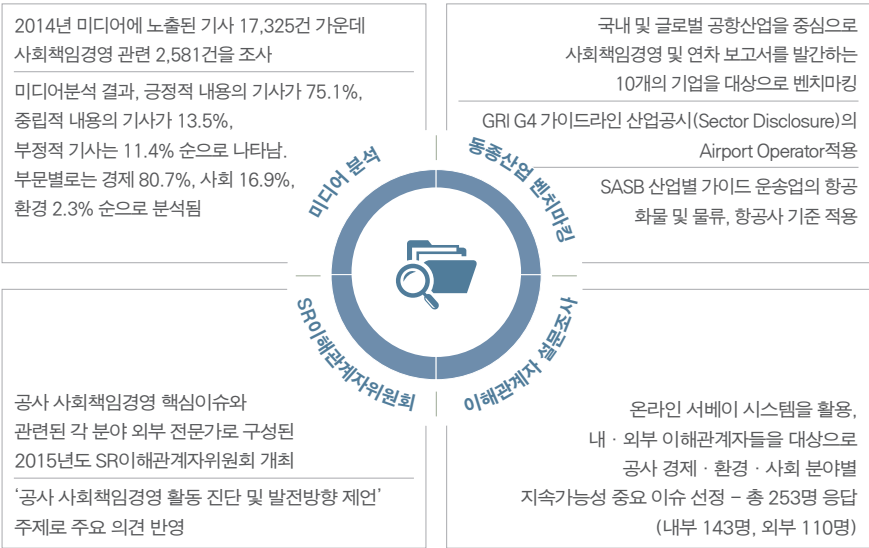 2014년 미디어에 노출된 기사 17,325건 가운데
사회책임경영 관련 2,581건을 조사
미디어분석 결과, 긍정적 내용의 기사가 75.1%,
중립적 내용의 기사가 13.5%,
부정적 기사는 11.4% 순으로 나타남.
부문별로는 경제 80.7%, 사회 16.9%,
환경 2.3% 순으로 분석됨
미디어 분석
국내 및 글로벌 공항산업을 중심으로
사회책임경영 및 연차 보고서를 발간하는
10개의 기업을 대상으로 벤치마킹
GRI G4 가이드라인 산업공시(Sector Disclosure)의
Airport Operator적용
SASB 산업별 가이드 운송업의 항공
화물 및 물류, 항공사 기준 적용
동종산업 벤치마킹
SR이해관계자위원회
공사 사회책임경영 핵심이슈와
관련된 각 분야 외부 전문가로 구성된
2015년도 SR이해관계자위원회 개최
‘공사 사회책임경영 활동 진단 및 발전방향 제언’
주제로 주요 의견 반영
이해관계자 설문조사
온라인 서베이 시스템을 활용,
내 · 외부 이해관계자들을 대상으로
공사 경제 · 환경 · 사회 분야별
지속가능성 중요 이슈 선정 – 총 253명 응답
(내부 143명, 외부 110명)